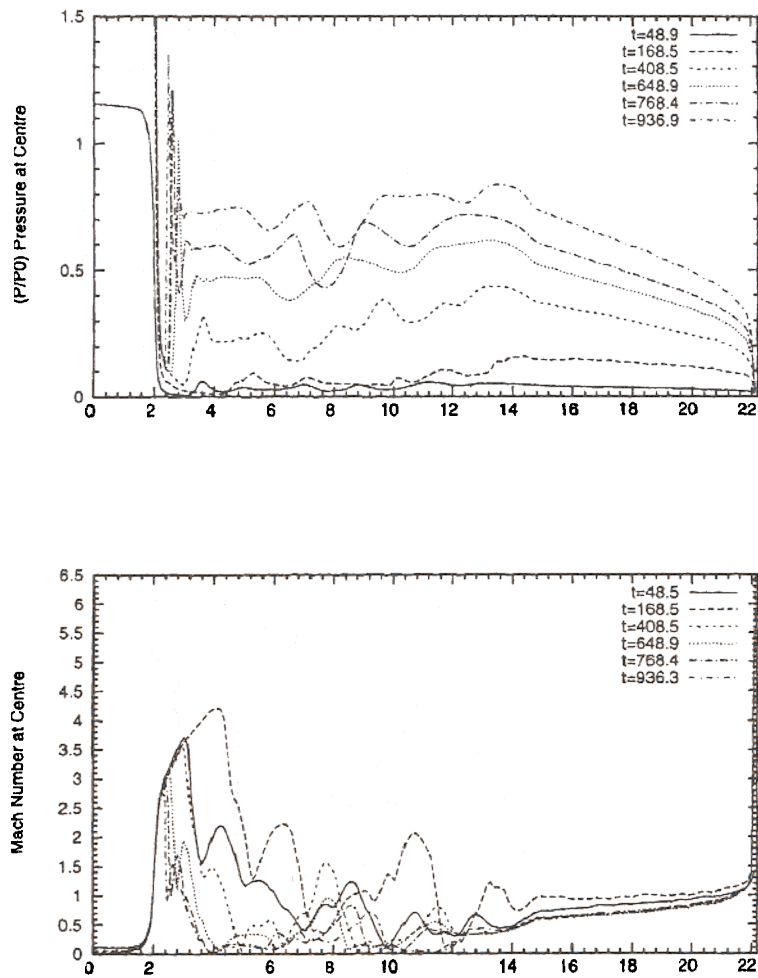 (P/P0) Pressure at Centre
1.5
1
0.5
0
t=48.9
t=168.5
t=408.5
t=648.9
t=768.4
t=936.9
0 2 4 6 8 10 12 14 16 18 20 22
Mach Number at Centre
6.5
6
5.5
5
4.5
4
3.5
3
2.5
2
1.5
1
0.5
0
t=48.5
t=168.5
t=408.5
t=648.9
t=768.4
t=936.3
0 2 4 6 8 10 12 14 16 18 20 22